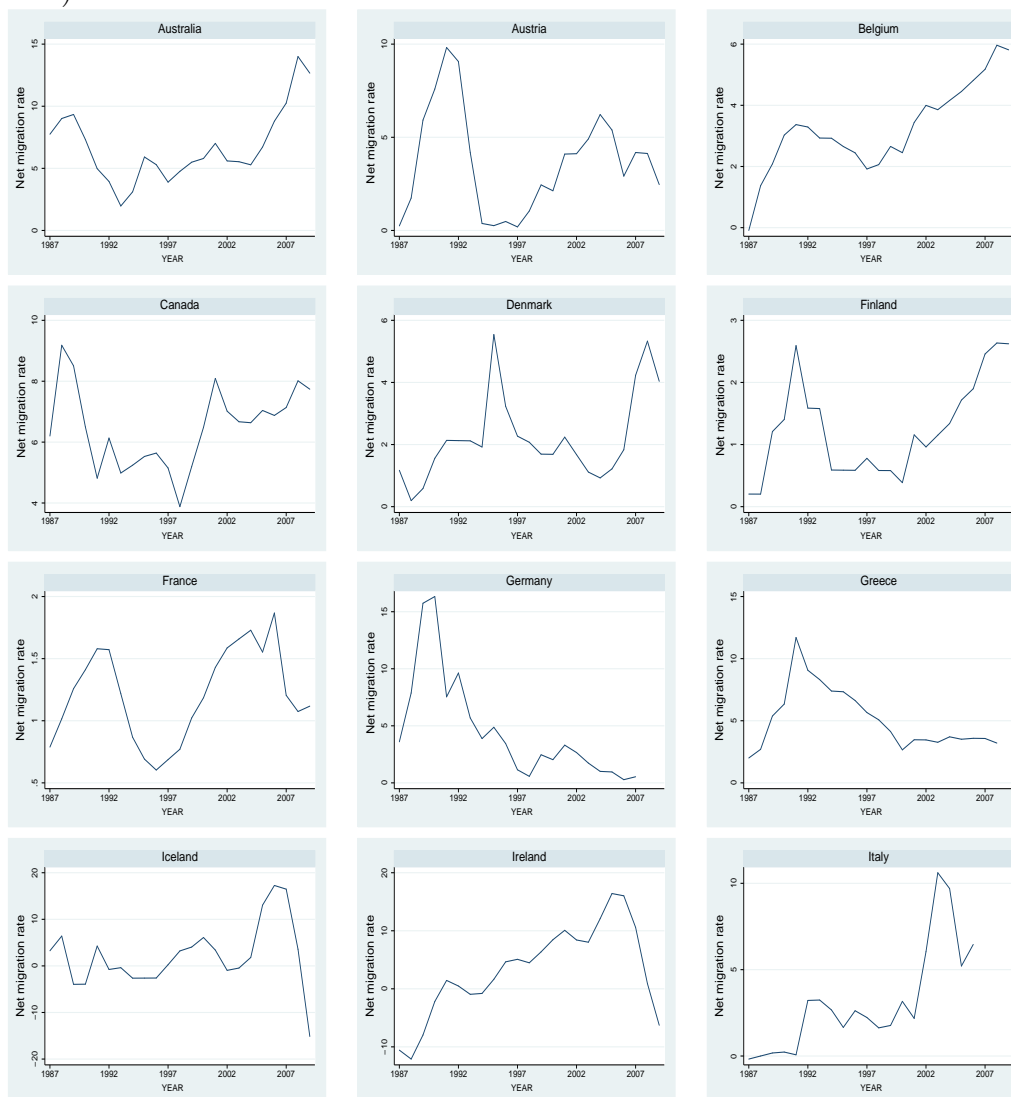 Australia
Net migration rate
0 5 10 15
1987 1992 1997 2002 2007
YEAR
Austria
Net migration rate
0 5 10
1987 1992 1997 2002 2007
YEAR
Belgium
Net migration rate
0 2 4 6
1987 1992 1997 2002 2007
YEAR
Canada
Net migration rate
4 6 8 10
1987 1992 1997 2002 2007
YEAR
Denmark
Net migration rate
0 2 4 6
1987 1992 1997 2002 2007
YEAR
Finland
Net migration rate
0 1 2 3
1987 1992 1997 2002 2007
YEAR
France
Net migration rate
.5 1 1.5 2
1987 1992 1997 2002 2007
YEAR
Germany
Net migration rate
0 5 10 15
1987 1992 1997 2002 2007
YEAR
Greece
Net migration rate
0 5 10 15
1987 1992 1997 2002 2007
YEAR
Iceland
Net migration rate
−20 −10 0 10 20
1987 1992 1997 2002 2007
YEAR
Ireland
Net migration rate
−10 0 10 20
1987 1992 1997 2002 2007
YEAR
Italy
Net migration rate
0 5 10
1987 1992 1997 2002 2007
YEAR